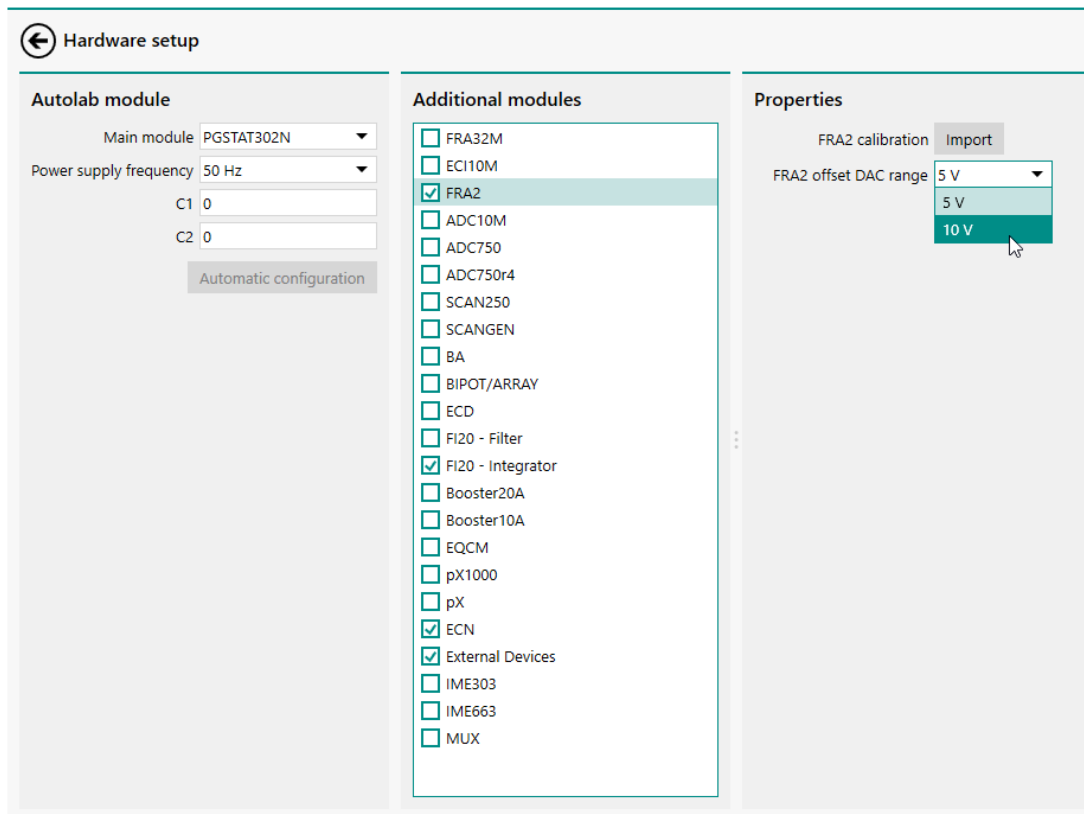 Hardware setup
Autolab module
Main module PGSTAT302N
Power supply frequency 50 Hz
C1 0
C2 0
Automatic configuration
Additional modules
FRA32M
ECI10M
FRA2
ADC10M
ADC750
ADC750r4
SCAN250
SCANGEN
BA
BIPOT/ARRAY
ECD
FI20 - Filter
FI20 - Integrator
Booster20A
Booster10A
EQCM
pX1000
pX
ECN
External Devices
IME303
IME663
MUX
Properties
FRA2 calibration Import
FRA2 offset DAC range 5 V
5 V
10 V